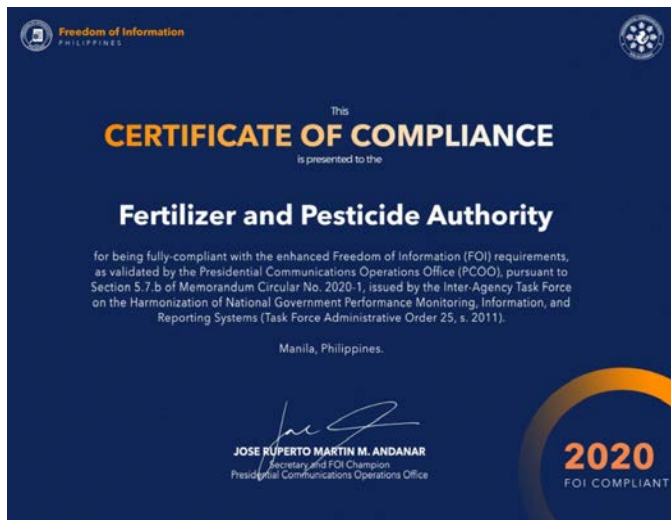 Freedom of Information
PHILIPPINES
This
CERTIFICATE OF COMPLIANCE
is presented to the
Fertilizer and Pesticide Authority
for being fully-compliant with the enhanced Freedom of Information (FOI) requirements,
as validated by the Presidential Communications Operations Office (PCOO), pursuant to
Section 5.7.b of Memorandum Circular No. 2020-1, issued by the Inter-Agency Task Force
on the Harmonization of National Government Performance Monitoring, Information, and
Reporting Systems (Task Force Administrative Order 25, s. 2011).
Manila, Philippines.
JOSE RUPERTO MARTIN M. ANDANAR
Secretary and FOI Champion
Presidential Communications Operations Office
2020
FOI COMPLIANT